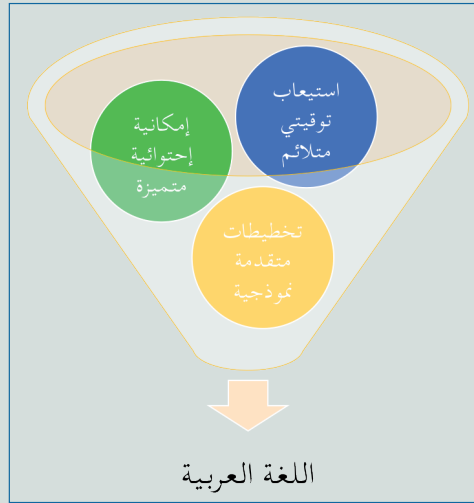 استيعاب
توقيتي
متلائم
إمكانية
إحتوائية
متميزة
تخطيطات
متقدمة
نموذجية
اللغة العربية